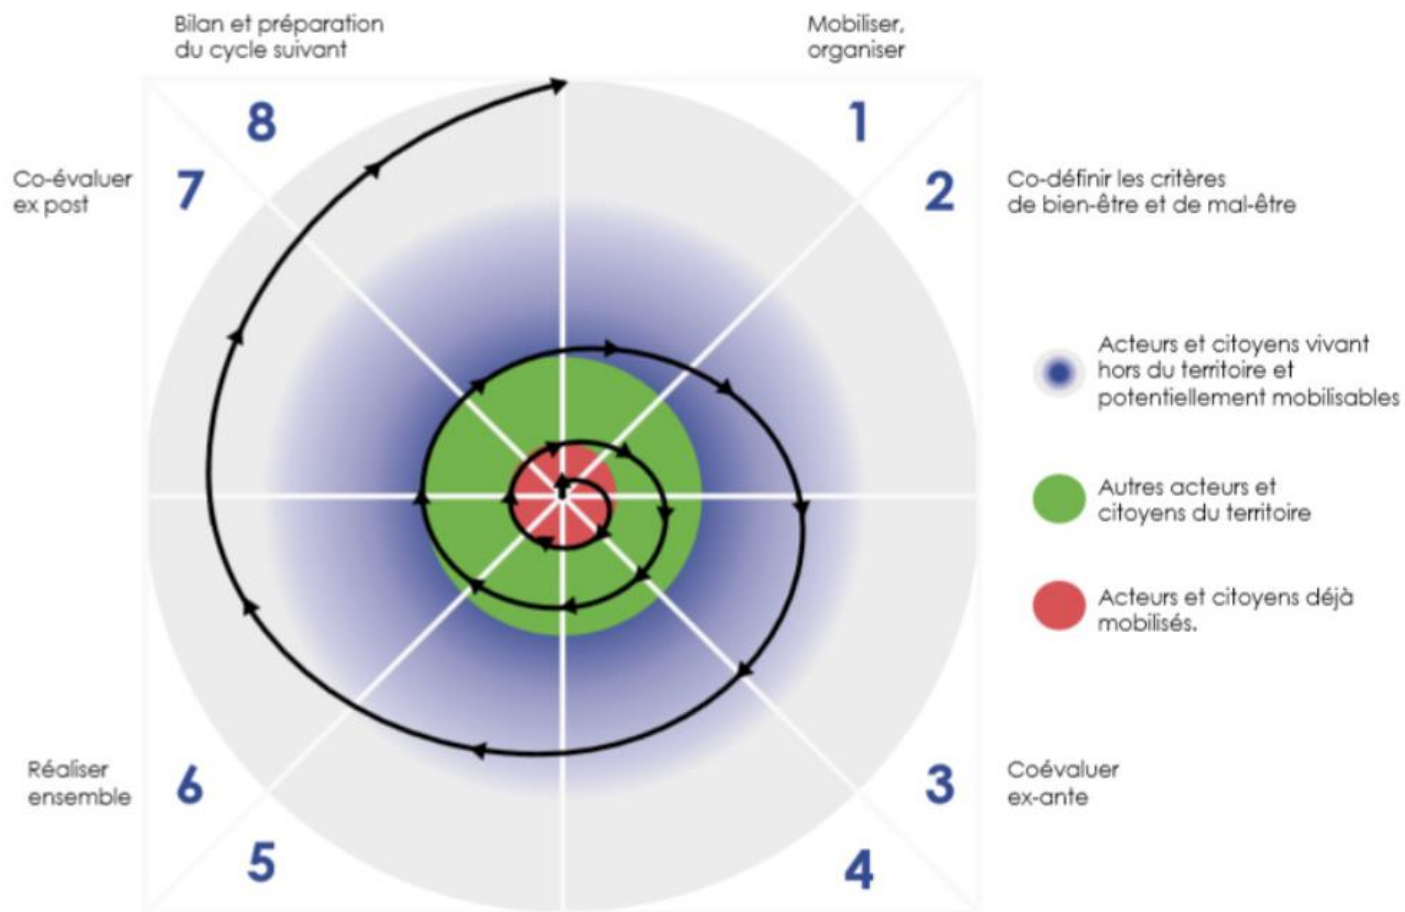 Bilan et préparation
du cycle suivant
Mobiliser,
organiser
8
1
Co-évaluer
ex post
7
2
Co-définir les critères
de bien-être et de mal-être
Acteurs et citoyens vivant
hors du territoire et
potentiellement mobilisables
Autres acteurs et
citoyens du territoire
Acteurs et citoyens déjà
mobilisés.
Réaliser
ensemble
6
3
Coévaluer
ex-ante
5
4